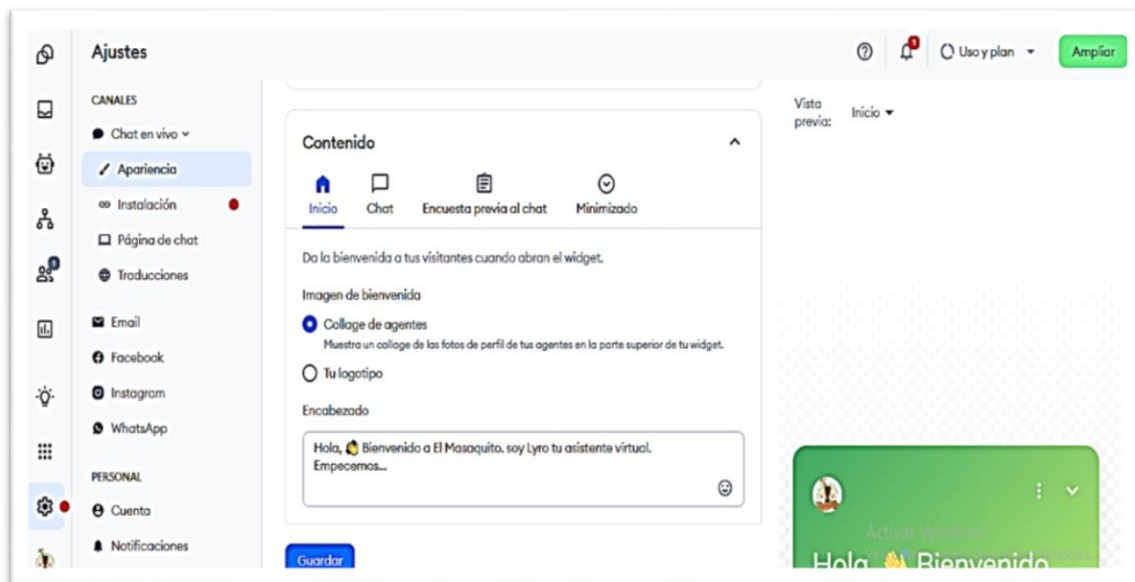 Ajustes
1
Uso y plan
Ampliar
CANALES
Chat en vivo
Apariencia
Instalación
Página de chat
Traducciones
1
Email
Facebook
Instagram
WhatsApp
PERSONAL
Cuenta
Notificaciones
Contenido
Inicio
Chat
Encuesta previa al chat
Minimizado
Da la bienvenida a tus visitantes cuando abran el widget.
Imagen de bienvenida
Collage de agentes
Muestra un collage de las fotos de perfil de tus agentes en la parte superior de tu widget.
Tu logotipo
Encabezado
Hola, 👋 Bienvenido a El Masaquito. soy Lyro tu asistente virtual.
Empecemos...
Guardar
Vista
previa:
Inicio
Activar Windows
Hola 👋 Bienvenido